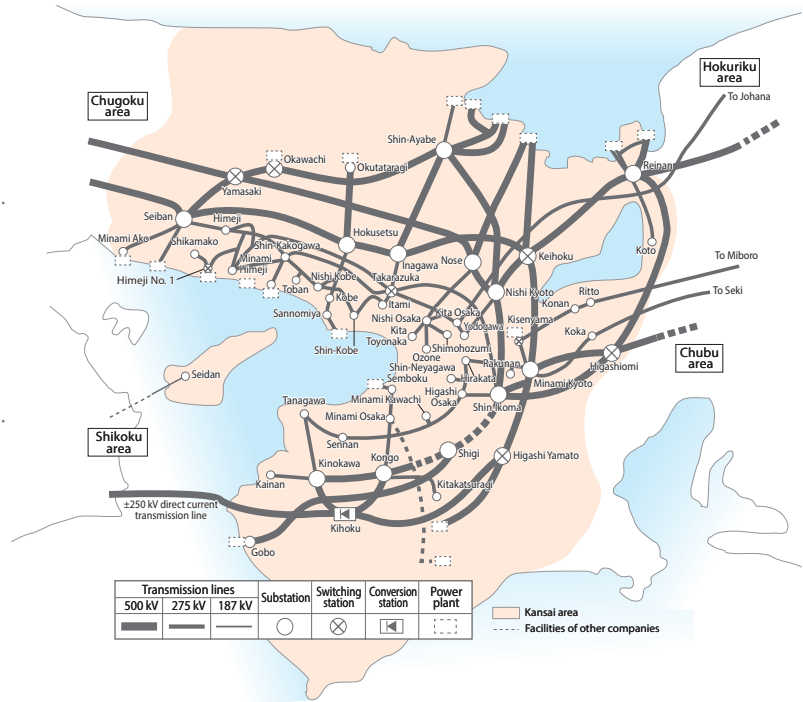 Hokuriku
area
To Johana
Chugoku
area
Shin-Ayabe
Okawachi
Okutataragi
Reinan
Yamasaki
Seiban
Himeji
Hokusetsu
Minami Ako
Shikamako
Shin-Kakogawa
Inagawa
Nose
Keihoku
Koto
Minami
Himeji
Himeji No. 1
Toban
Nishi Kobe
Takarazuka
To Miboro
Kobe
Itami
Nishi Kyoto
Ritto
Konan
To Seki
Sannomiya
Nishi Osaka
Kita Osaka
Kisenyama
Kita
Toyonaka
Yodogawa
Koka
Shin-Kobe
Ozone
Shimohozumi
Higashiomi
Chubu
area
Shin-Neyagawa
Rakunan
Hirakata
Minami Kyoto
Seidan
Semboku
Tanagawa
Minami Kawachi
Higashi
Osaka
Shin-Ikoma
Minami Osaka
Shikoku
area
Sennan
Kinokawa
Kongo
Shigi
Higashi Yamato
Kainan
Kitakatsuragi
±250 kV direct current
transmission line
Kihoku
Gobo
Transmission lines
500 kV
275 kV
187 kV
Substation
Switching
station
Conversion
station
Power
plant
Kansai area
Facilities of other companies